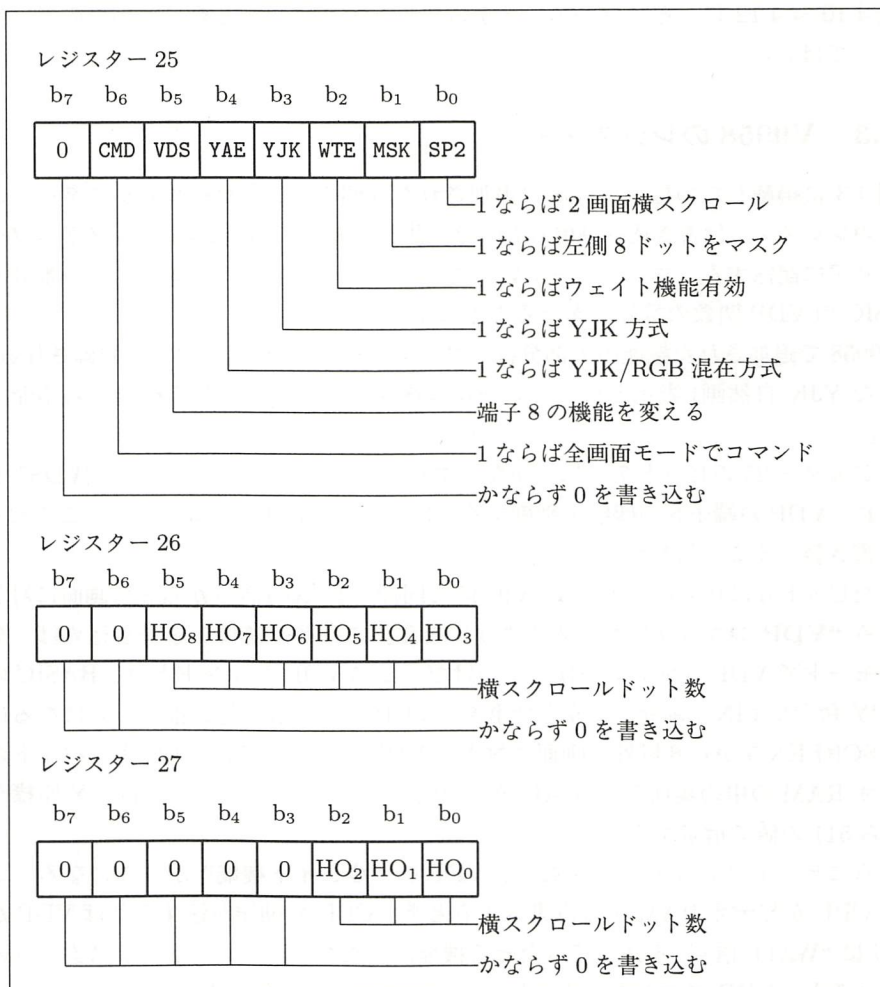 レジスター 25
b7 b6 b5 b4 b3 b2 b1 b0
0 CMD VDS YAE YJK WTE MSK SP2
1 ならば 2 画面横スクロール
1 ならば左側 8 ドットをマスク
1 ならばウェイト機能有効
1 ならば YJK 方式
1 ならば YJK/RGB 混在方式
端子 8 の機能を変える
1 ならば全画面モードでコマンド
かならず 0 を書き込む
レジスター 26
b7 b6 b5 b4 b3 b2 b1 b0
0 0 HO8 HO7 HO6 HO5 HO4 HO3
横スクロールドット数
かならず 0 を書き込む
レジスター 27
b7 b6 b5 b4 b3 b2 b1 b0
0 0 0 0 0 HO2 HO1 HO0
横スクロールドット数
かならず 0 を書き込む